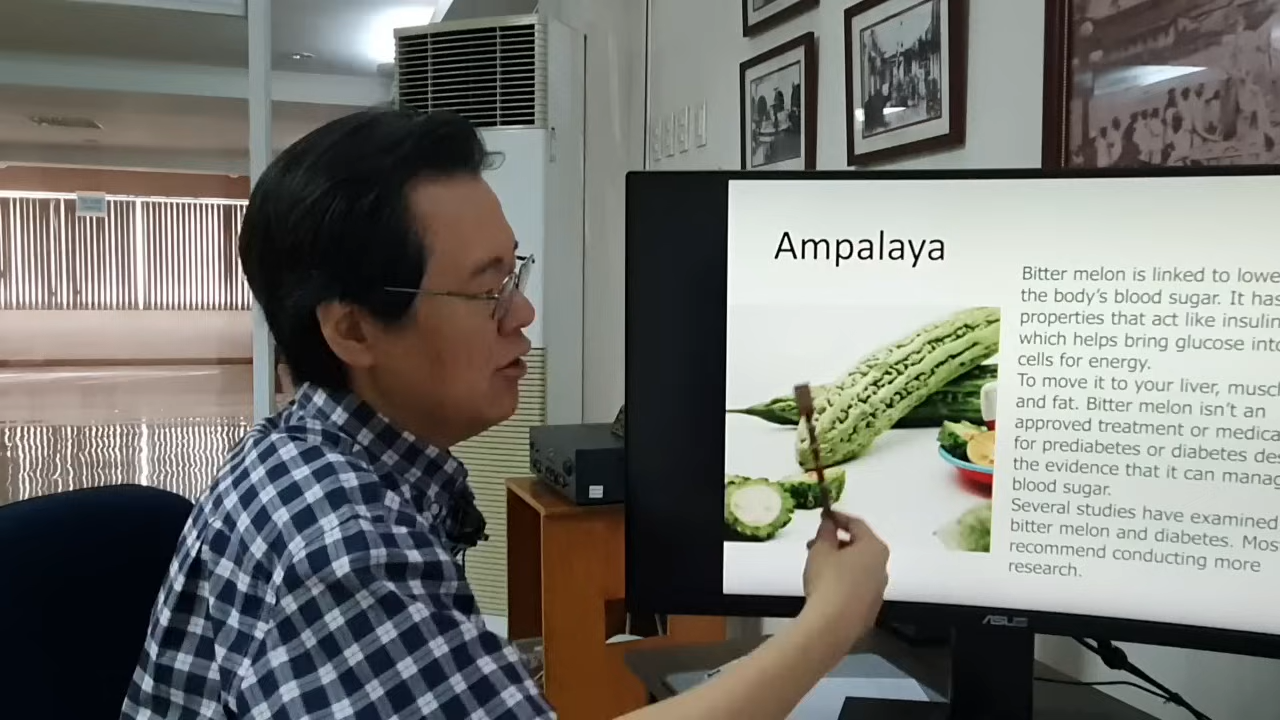 Ampalaya
Bitter melon is linked to lowe
the body's blood sugar. It has
properties that act like insulin
which helps bring glucose into
cells for energy.
To move it to your liver, muscl
and fat. Bitter melon isn't an
approved treatment or medica
for prediabetes or diabetes des
the evidence that it can manag
blood sugar.
Several studies have examined
bitter melon and diabetes. Most
recommend conducting more
research.
ASUS